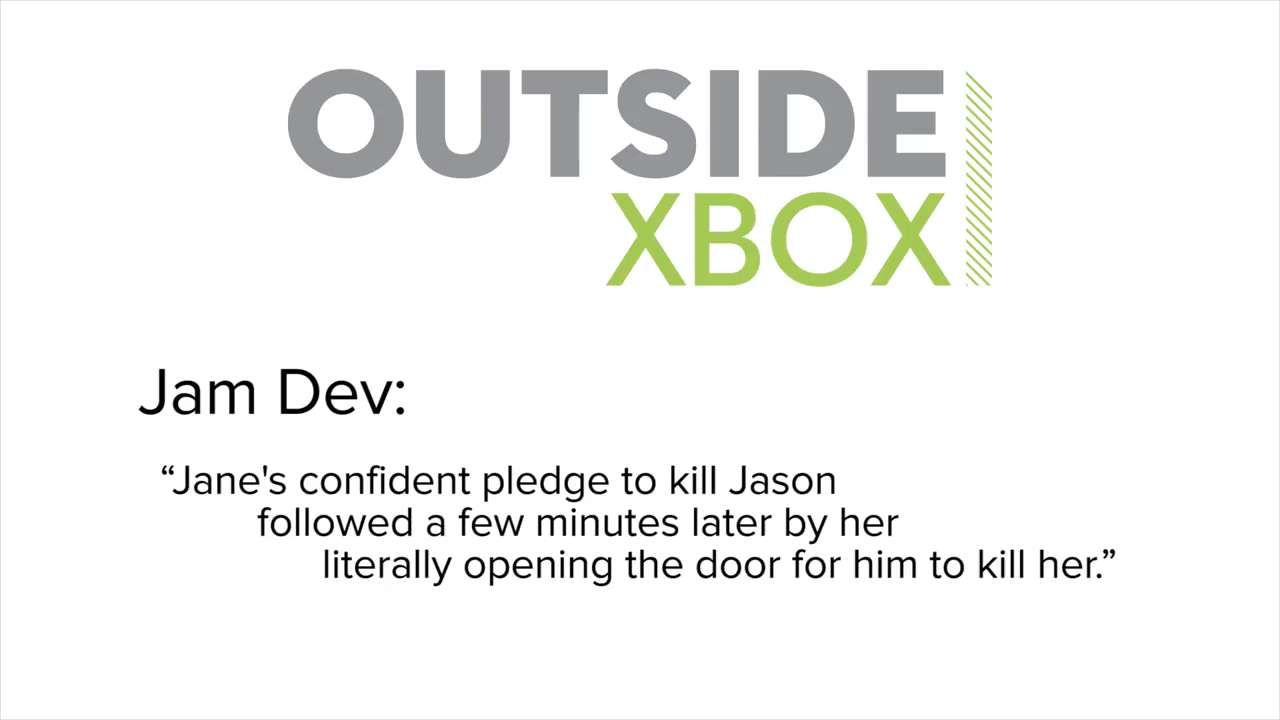 OUTSIDE
XBOX
Jam Dev:
“Jane's confident pledge to kill Jason
followed a few minutes later by her
literally opening the door for him to kill her.”